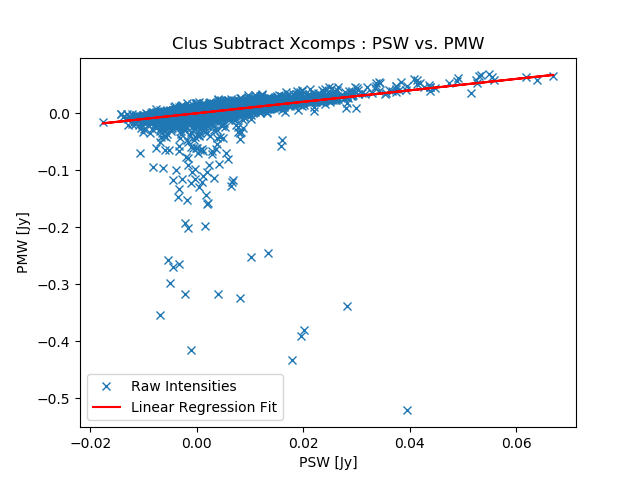 Clus Subtract Xcomps : PSW vs. PMW
0.0
−0.1
−0.2
−0.3
−0.4
−0.5
PMW [Jy]
Raw Intensities
Linear Regression Fit
−0.02 0.00 0.02 0.04 0.06
PSW [Jy]